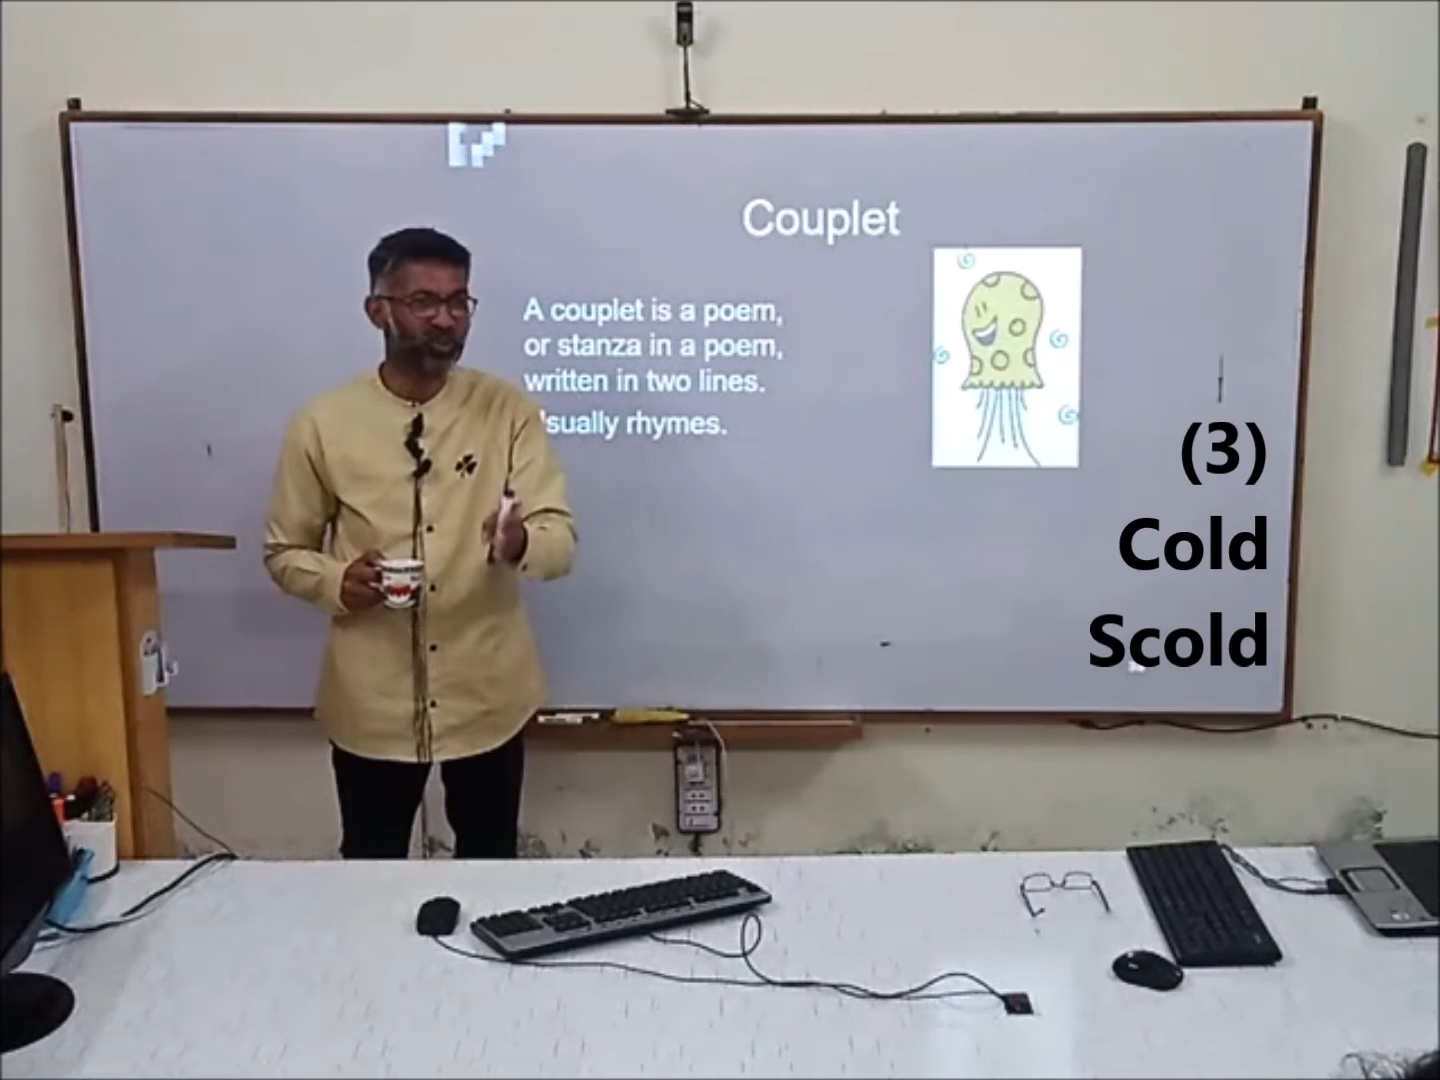 Couplet
A couplet is a poem,
or stanza in a poem,
written in two lines.
sually rhymes.
(3)
Cold
Scold